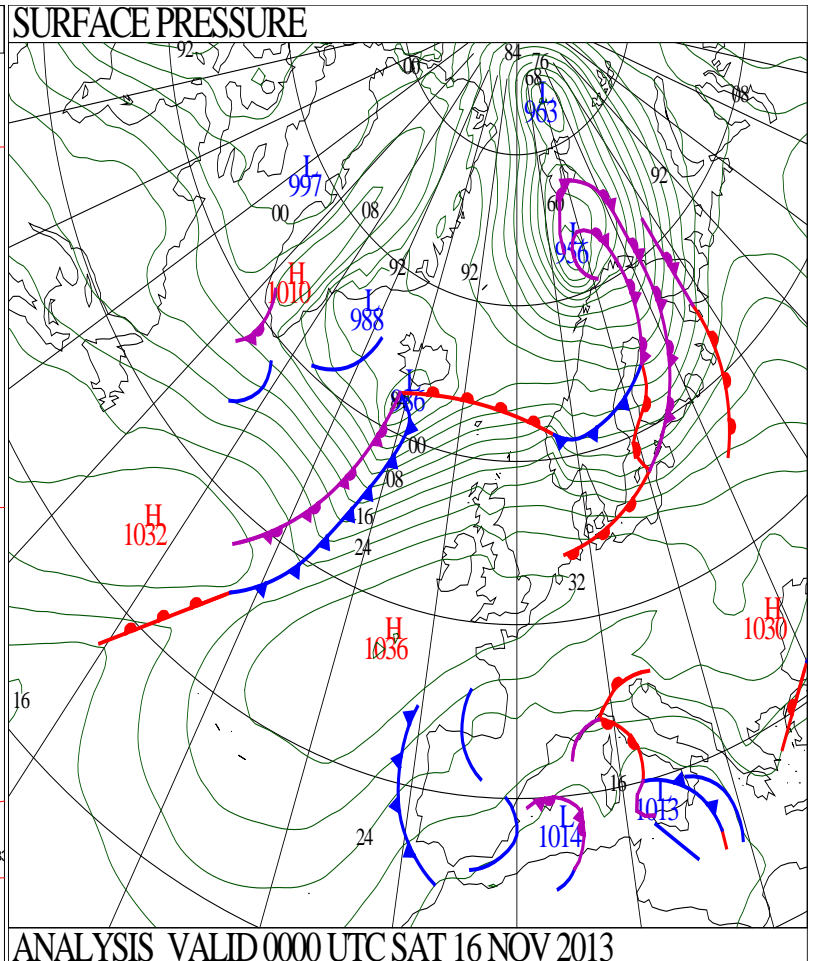 SURFACE PRESSURE
92
00
84
76
68
L
963
08
L
997
92
00
08
60
L
956
H
1010
92
92
L
988
L
986
00
08
H
1032
16
24
32
H
1030
H
1036
16
16
L
1013
L
1014
24
ANALYSIS VALID 0000 UTC SAT 16 NOV 2013